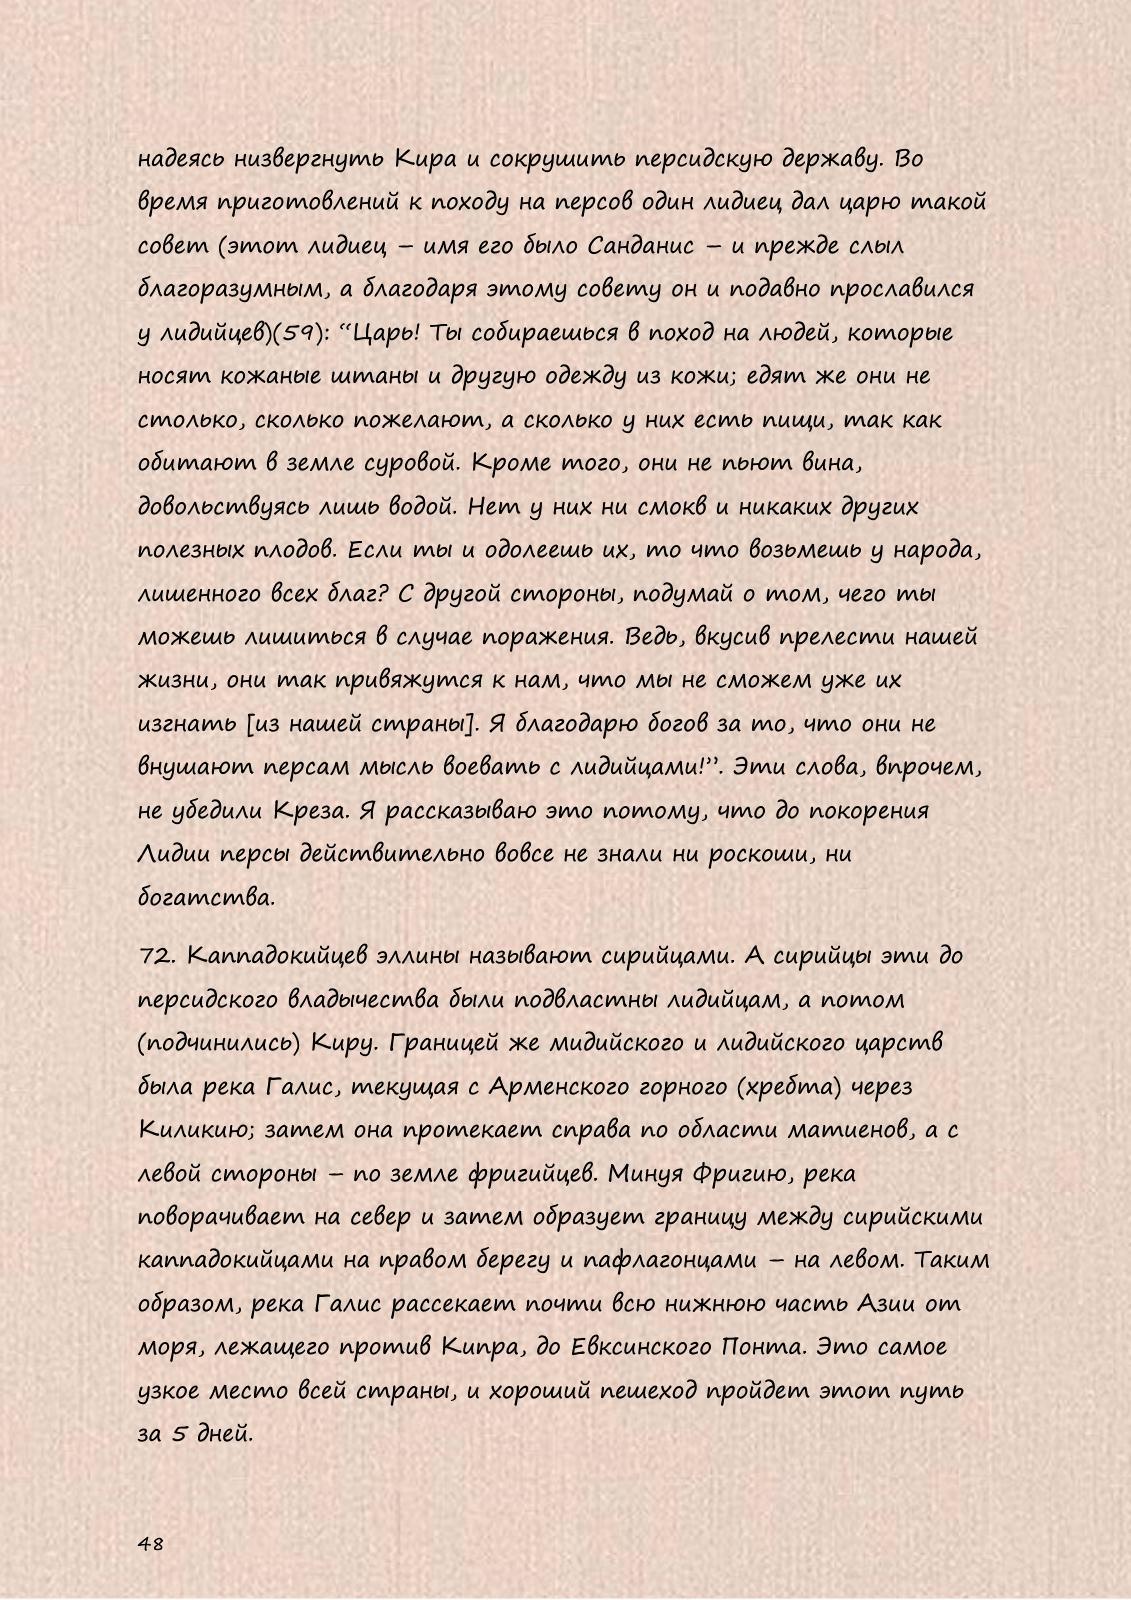 надеясь низвергнуть Кира и сокрушить персидскую державу. Во
время приготовлений к походу на персов один лидиец дал царю такой
совет (этот лидиец – имя его было Санданис – и прежде слыл
благоразумным, а благодаря этому совету он и подавно прославился
у лидийцев)(59): “Царь! Ты собираешься в поход на людей, которые
носят кожаные штаны и другую одежду из кожи; едят же они не
столько, сколько пожелают, а сколько у них есть пищи, так как
обитают в земле суровой. Кроме того, они не пьют вина,
довольствуясь лишь водой. Нет у них ни смокв и никаких других
полезных плодов. Если ты и одолеешь их, то что возьмешь у народа,
лишенного всех благ? С другой стороны, подумай о том, чего ты
можешь лишиться в случае поражения. Ведь, вкусив прелести нашей
жизни, они так привяжутся к нам, что мы не сможем уже их
изгнать [из нашей страны]. Я благодарю богов за то, что они не
внушают персам мысль воевать с лидийцами!”. Эти слова, впрочем,
не убедили Креза. Я рассказываю это потому, что до покорения
Лидии персы действительно вовсе не знали ни роскоши, ни
богатства.
72. Каппадокийцев эллины называют сирийцами. А сирийцы эти до
персидского владычества были подвластны лидийцам, а потом
(подчинились) Киру. Границей же мидийского и лидийского царств
была река Галис, текущая с Арменского горного (хребта) через
Киликию; затем она протекает справа по области матиенов, а с
левой стороны – по земле фригийцев. Минуя Фригию, река
поворачивает на север и затем образует границу между сирийскими
каппадокийцами на правом берегу и пафлагонцами – на левом. Таким
образом, река Галис рассекает почти всю нижнюю часть Азии от
моря, лежащего против Кипра, до Евксинского Понта. Это самое
узкое место всей страны, и хороший пешеход пройдет этот путь
за 5 дней.
48